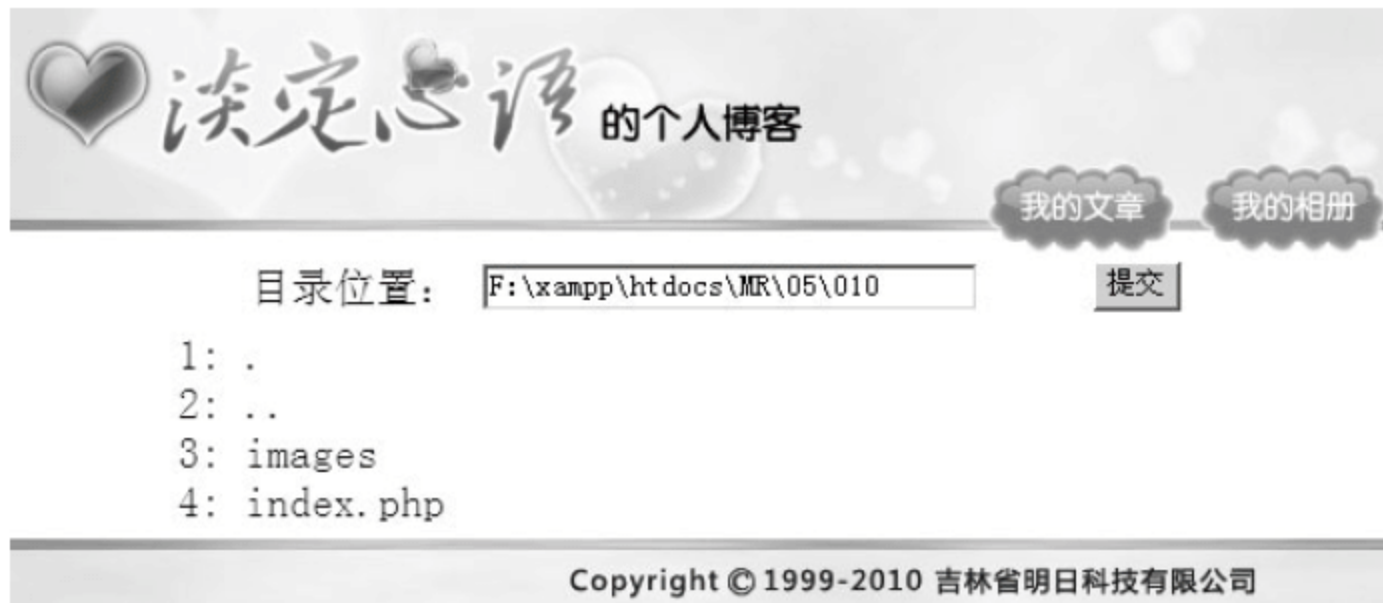 淡定心语 的个人博客
我的文章 我的相册
目录位置： F:\xampp\htdocs\MR\05\010 提交
1: .
2: ..
3: images
4: index.php
Copyright © 1999-2010 吉林省明日科技有限公司